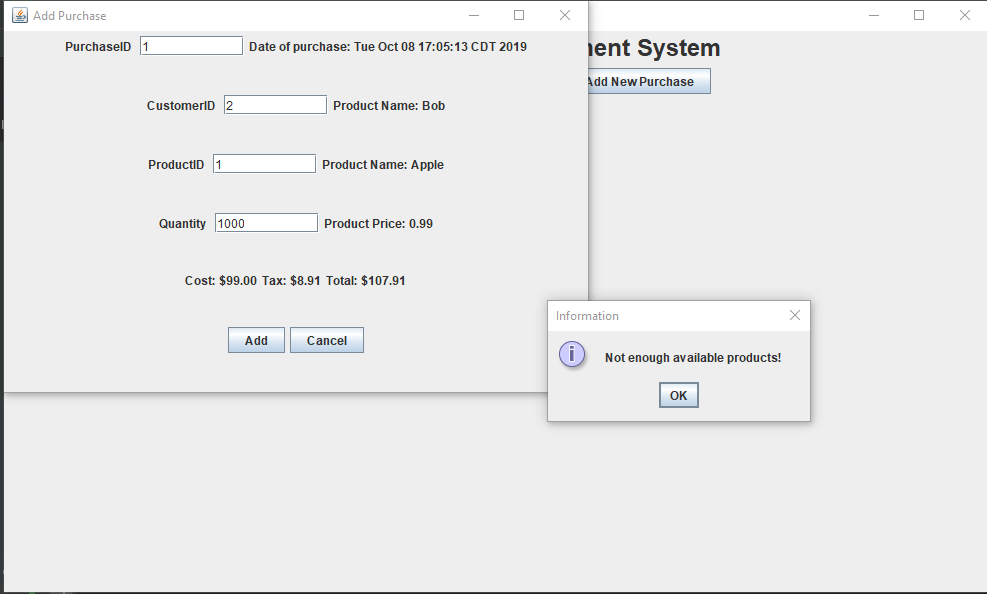 Add Purchase
PurchaseID 1 Date of purchase: Tue Oct 08 17:05:13 CDT 2019
CustomerID 2 Product Name: Bob
ProductID 1 Product Name: Apple
Quantity 1000 Product Price: 0.99
Cost: $99.00 Tax: $8.91 Total: $107.91
Add Cancel
System
Add New Purchase
Information
Not enough available products!
OK